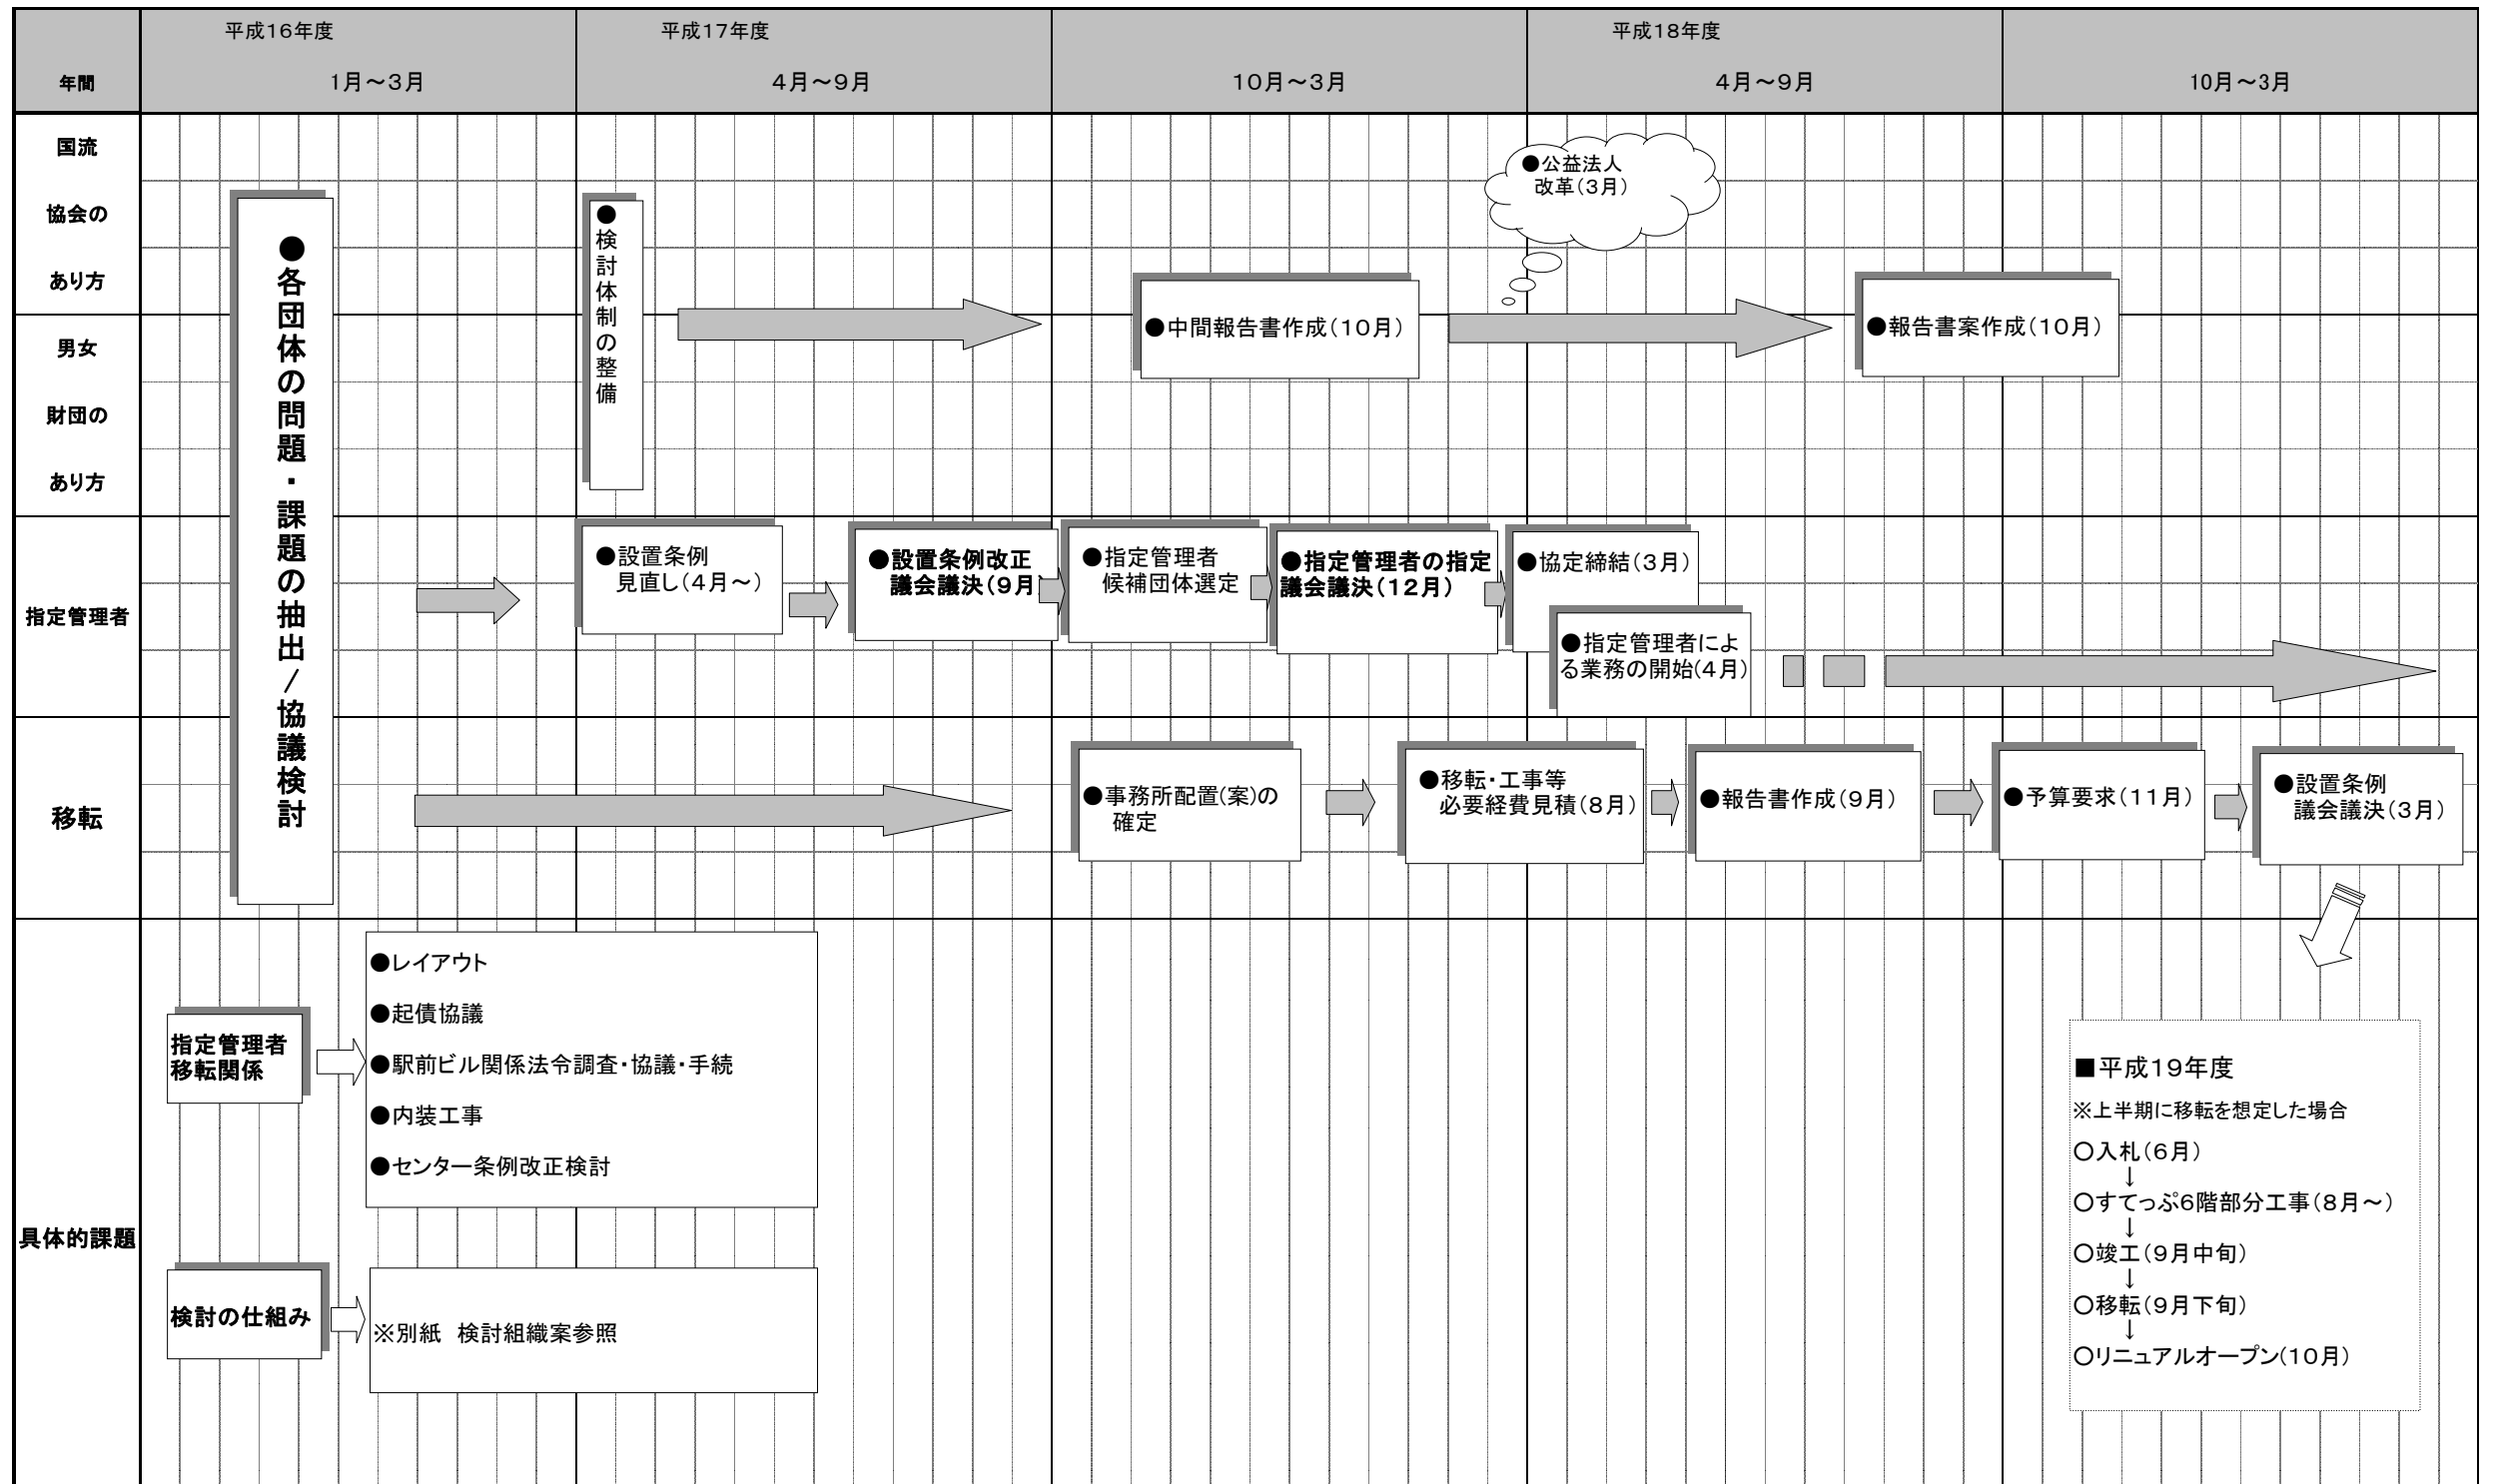 平成16年度
平成17年度
平成18年度
年間
1月～3月
4月～9月
10月～3月
4月～9月
10月～3月
国流
協会の
あり方
男女
財団の
あり方
指定管理者
移転
具体的課題
●各団体の問題・課題の抽出/協議検討
●検討体制の整備
●中間報告書作成(10月)
●公益法人
改革(3月)
●報告書案作成(10月)
●設置条例
見直し(4月～)
●設置条例改正
議会議決(9月)
●指定管理者
候補団体選定
●指定管理者の指定
議会議決(12月)
●協定締結(3月)
●指定管理者によ
る業務の開始(4月)
●事務所配置(案)の
確定
●移転・工事等
必要経費見積(8月)
●報告書作成(9月)
●予算要求(11月)
●設置条例
議会議決(3月)
指定管理者
移転関係
●レイアウト
●起債協議
●駅前ビル関係法令調査・協議・手続
●内装工事
●センター条例改正検討
検討の仕組み
※別紙　検討組織案参照
■平成19年度
※上半期に移転を想定した場合
○入札(6月)
↓
○すてっぷ6階部分工事(8月～)
↓
○竣工(9月中旬)
↓
○移転(9月下旬)
↓
○リニュアルオープン(10月)